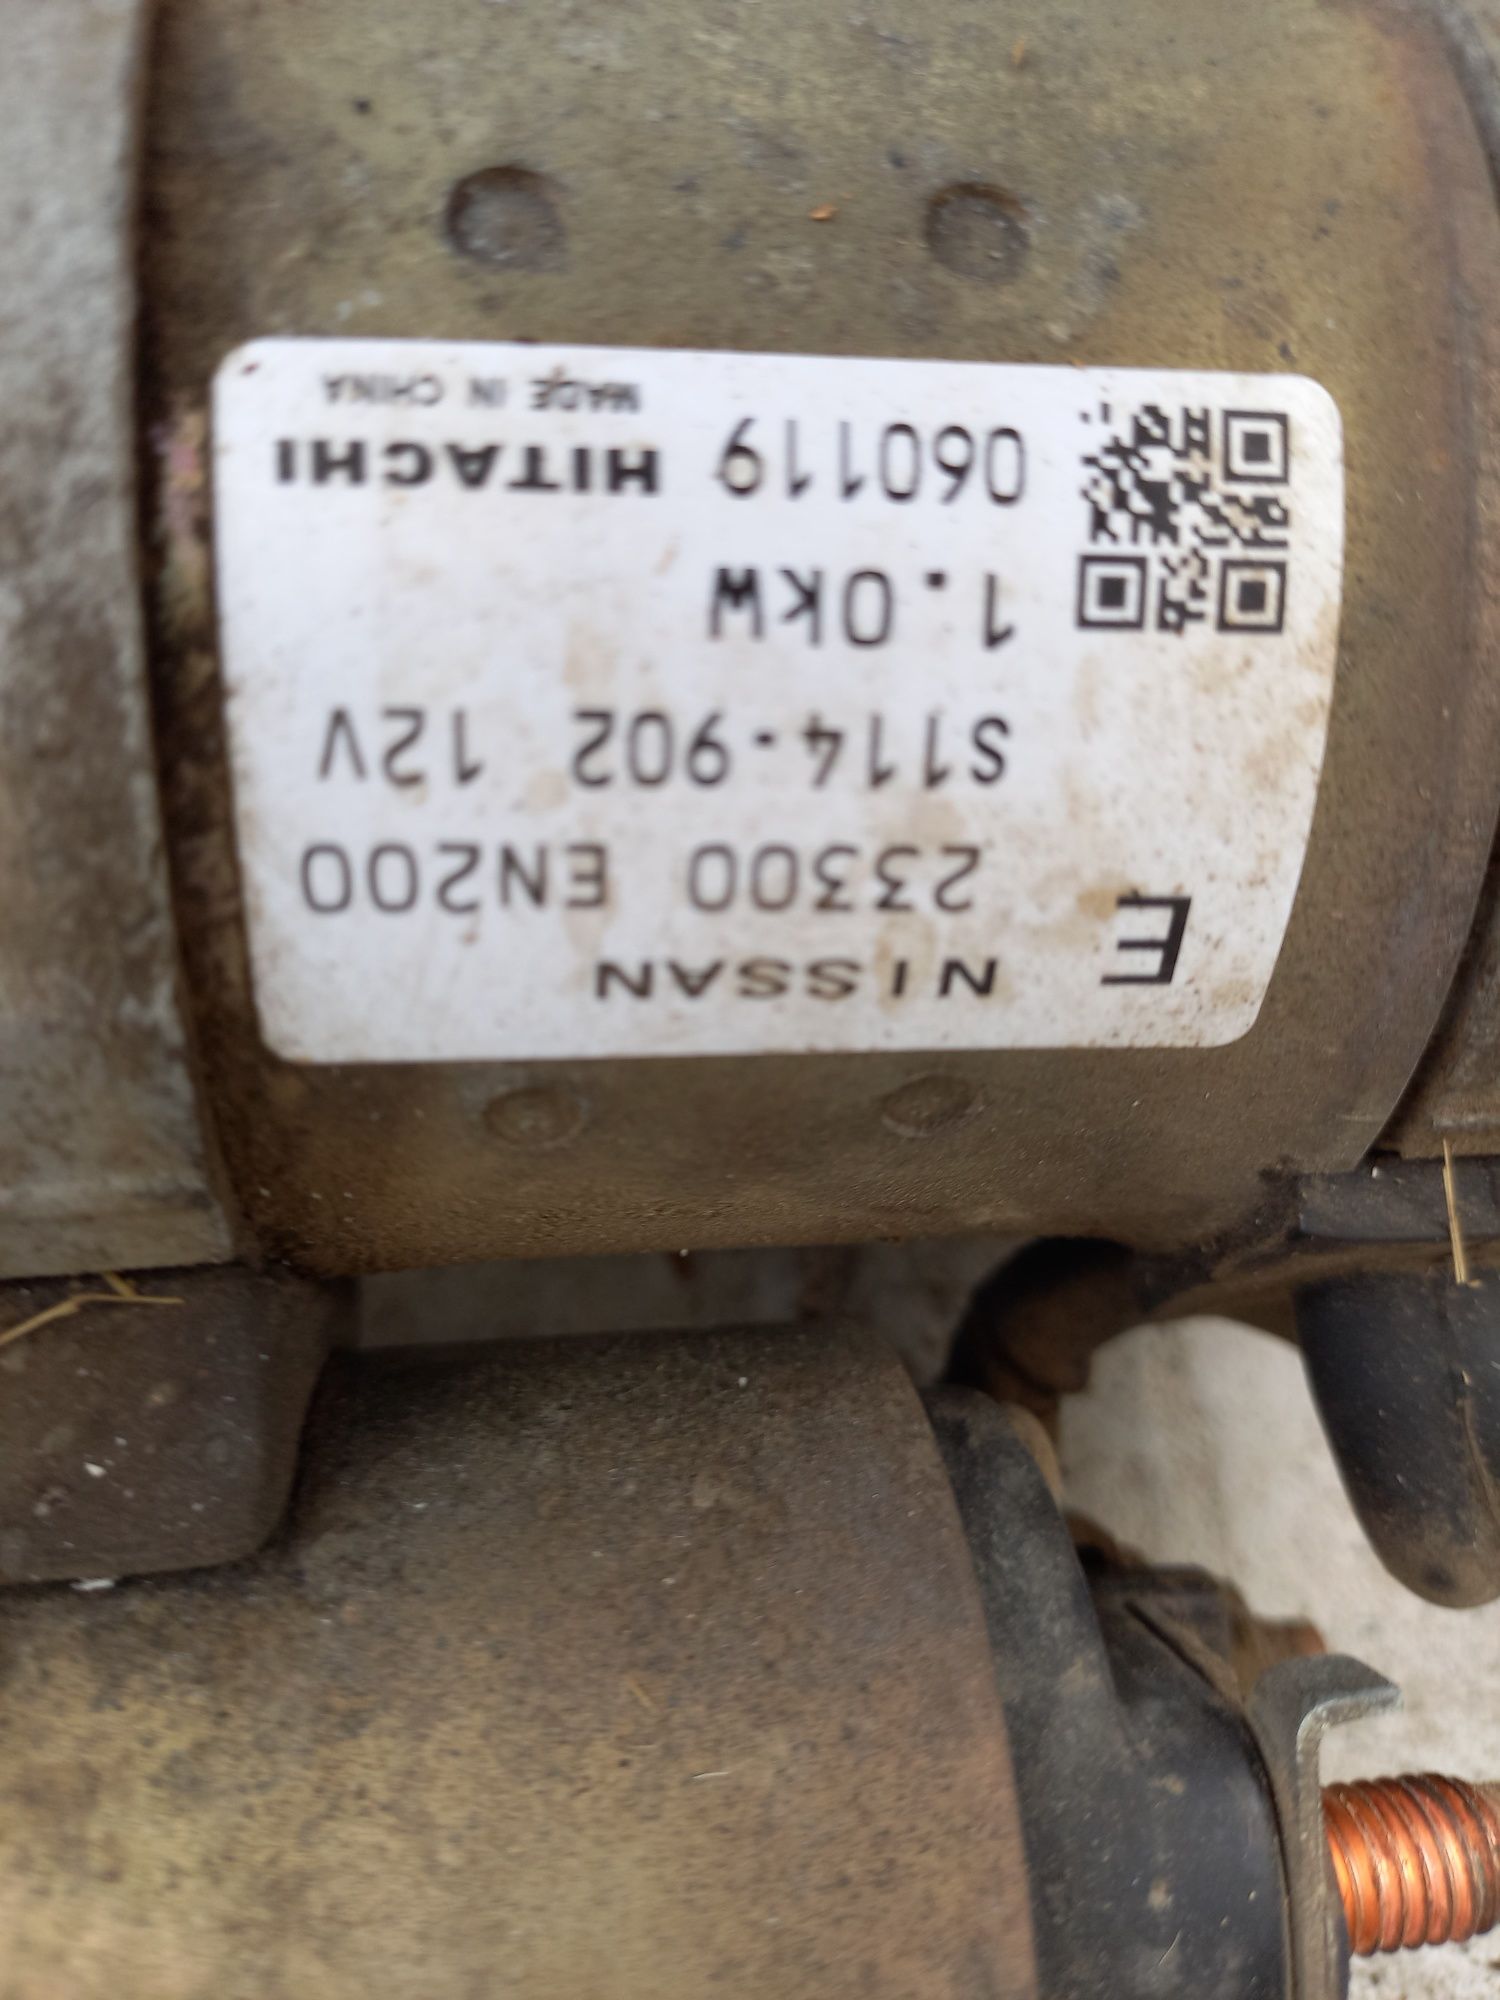 NISSAN
E
23300 EN200
S114-902 12V
1.0kW
060119 HITACHI
MADE IN CHINA